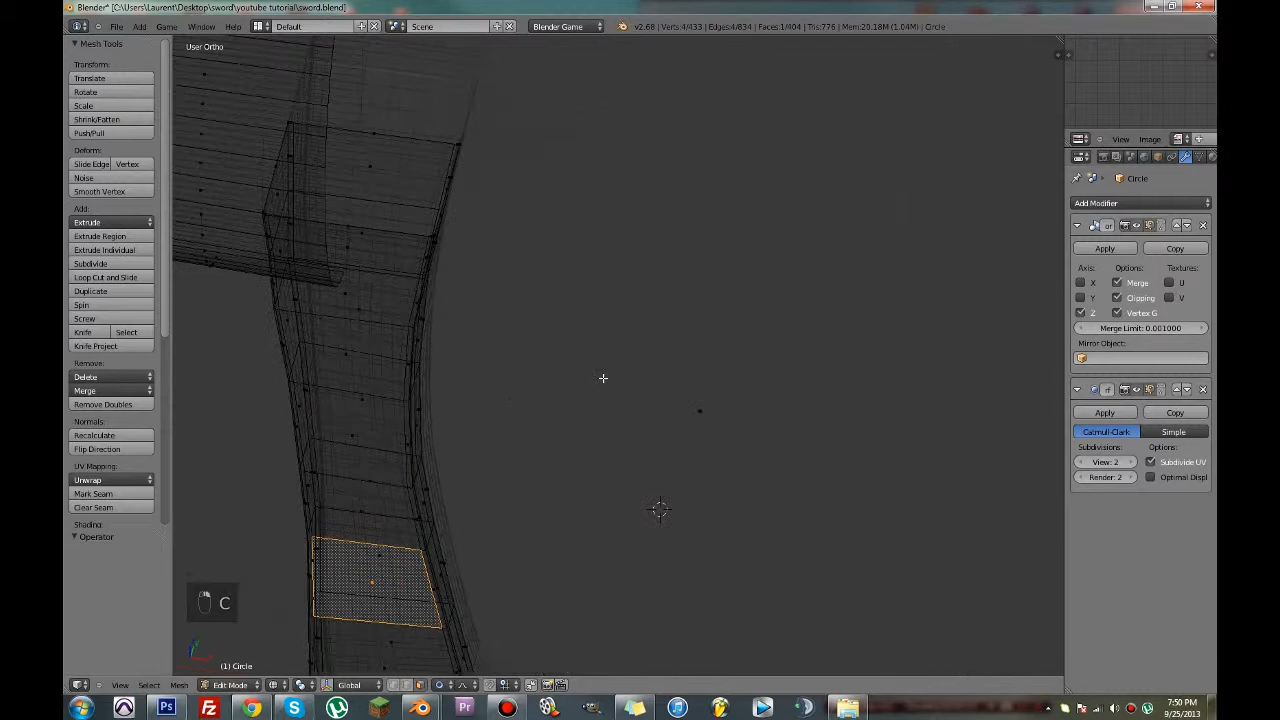 Blender* [C:\Users\Laurent\Desktop\sword\youtube tutorial\sword.blend]
File Add Game Window Help Default Scene Blender Game v2.68 | Verts:4/433 | Edges:4/834 | Faces:1/404 | Tris:776 | Mem:20.18M (1.04M) | Circle
Mesh Tools
User Ortho
Transform:
Translate
Rotate
Scale
Shrink/Fatten
Push/Pull
Deform:
Slide Edge Vertex
Noise
Smooth Vertex
Add:
Extrude
Extrude Region
Extrude Individual
Subdivide
Loop Cut and Slide
Duplicate
Spin
Screw
Knife Select
Knife Project
Remove:
Delete
Merge
Remove Doubles
Normals:
Recalculate
Flip Direction
UV Mapping:
Unwrap
Mark Seam
Clear Seam
Shading:
Operator
C
(1) Circle
View Select Mesh Edit Mode Global
View Image
Circle
Add Modifier
Apply Copy
Axis: Options: Textures:
X Merge U
Y Clipping V
Z Vertex G
Merge Limit: 0.001000
Mirror Object:
Apply Copy
Catmull-Clark Simple
Subdivisions: Options:
View: 2 Subdivide UV
Render: 2 Optimal Displ
7:50 PM
9/25/2013